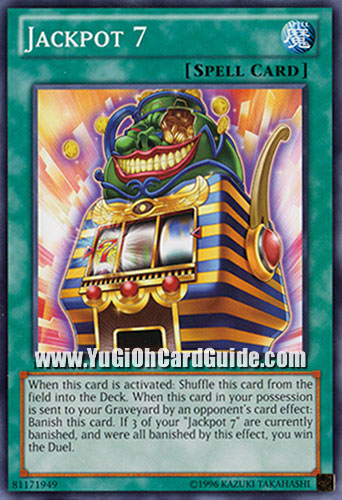 JACKPOT 7
魔
[SPELL CARD]
7
www.YuGiOhCardGuide.com
When this card is activated: Shuffle this card from the
field into the Deck. When this card in your possession
is sent to your Graveyard by an opponent's card effect:
Banish this card. If 3 of your "Jackpot 7" are currently
banished, and were all banished by this effect, you win
the Duel.
81171949
©1996 KAZUKI TAKAHASHI